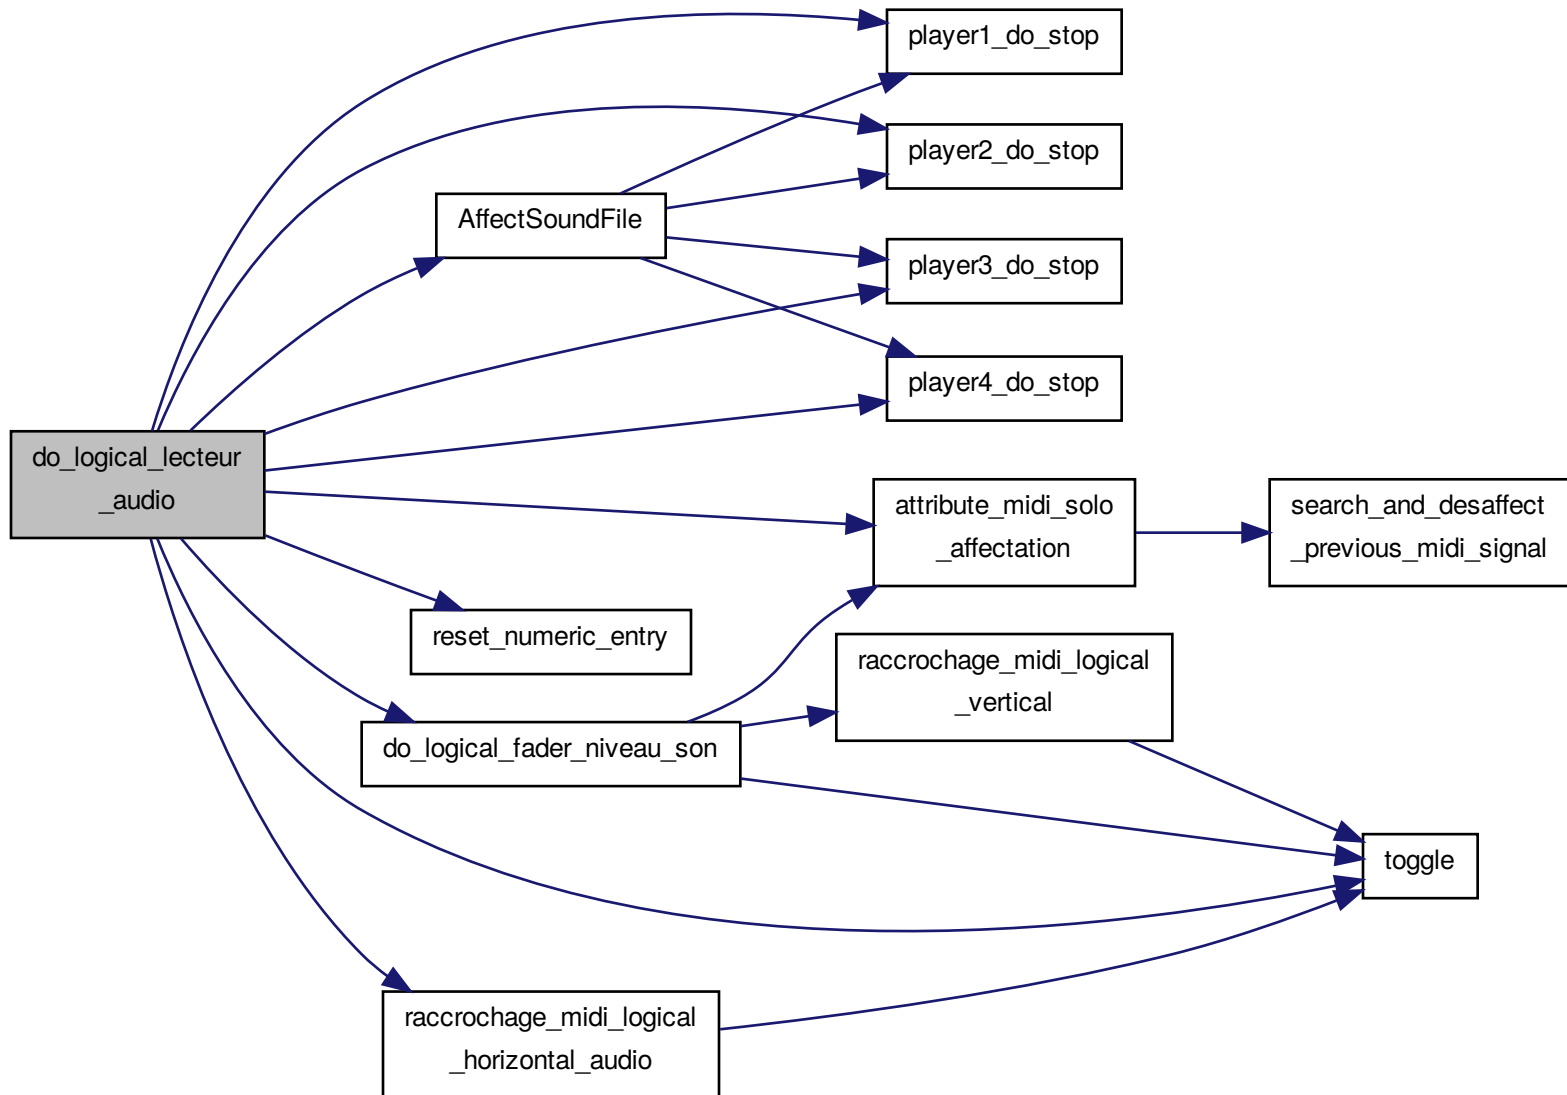 player1_do_stop
player2_do_stop
AffectSoundFile
player3_do_stop
player4_do_stop
do_logical_lecteur
_audio
attribute_midi_solo
_affectation
search_and_desaffect
_previous_midi_signal
reset_numeric_entry
raccrochage_midi_logical
_vertical
do_logical_fader_niveau_son
toggle
raccrochage_midi_logical
_horizontal_audio